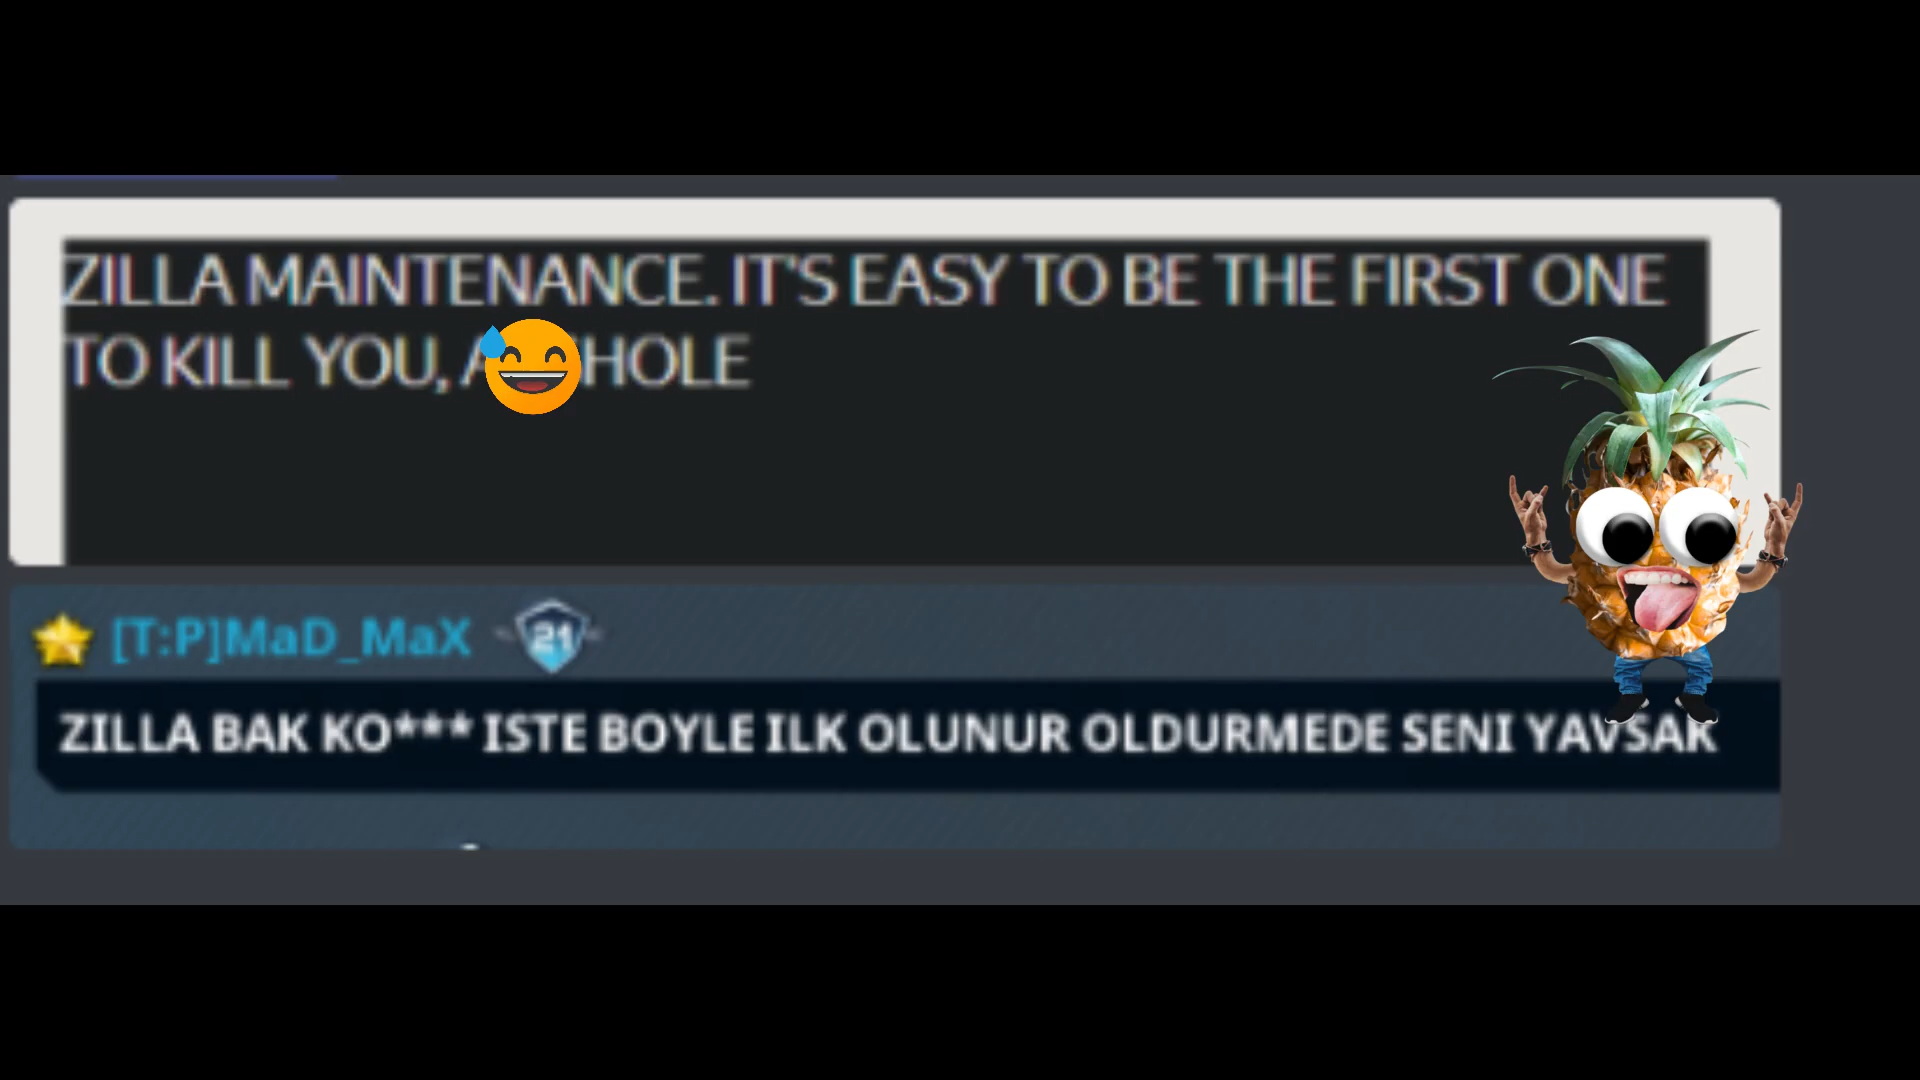 ZILLA MAINTENANCE. IT'S EASY TO BE THE FIRST ONE
TO KILL YOU, A HOLE
[T:P]MaD_MaX 21
ZILLA BAK KO*** ISTE BOYLE ILK OLUNUR OLDURMEDE SENI YAVSAK